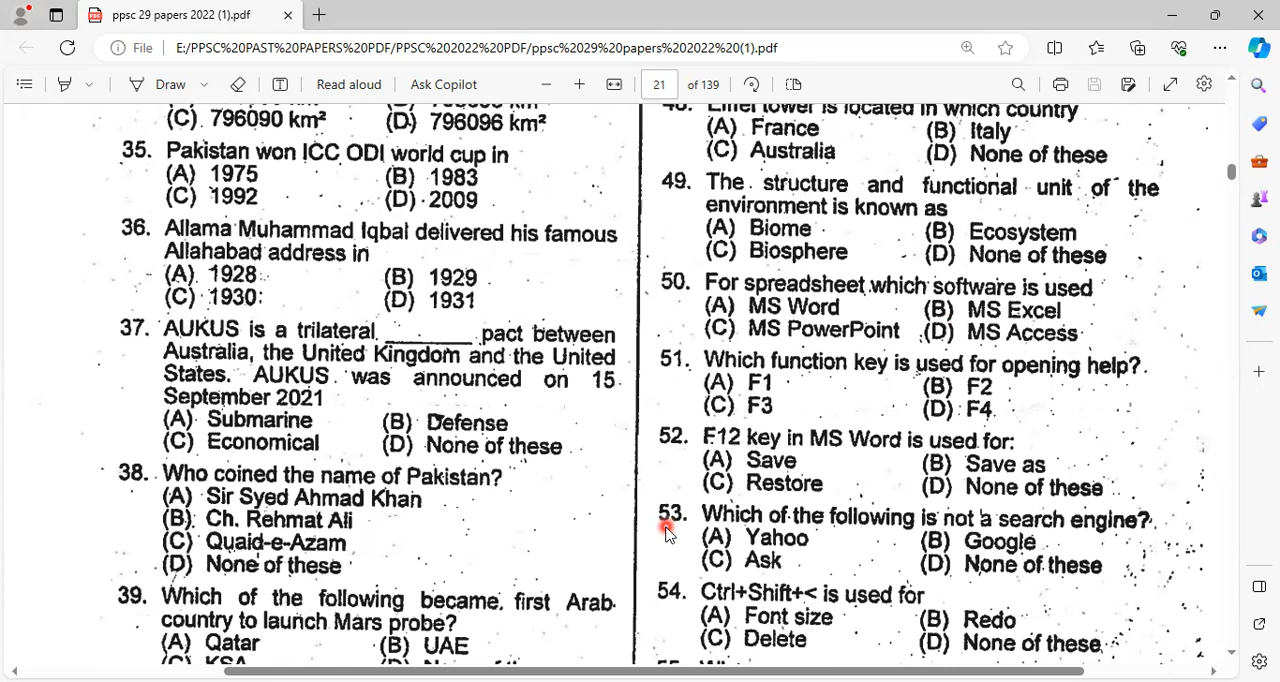 ppsc 29 papers 2022 (1).pdf
File
E:/PPSC%20PAST%20PAPERS%20PDF/PPSC%202022%20PDF/ppsc%2029%20papers%202022%20(1).pdf
Draw
Read aloud
Ask Copilot
21 of 139
(C) 796090 km² (D) 796096 km²
35. Pakistan won ICC ODI world cup in
(A) 1975 (B) 1983
(C) 1992 (D) 2009
36. Allama Muhammad Iqbal delivered his famous
Allahabad address in
(A) 1928 (B) 1929
(C) 1930 (D) 1931
37. AUKUS is a trilateral ________ pact between
Australia, the United Kingdom and the United
States. AUKUS was announced on 15
September 2021
(A) Submarine (B) Defense
(C) Economical (D) None of these
38. Who coined the name of Pakistan?
(A) Sir Syed Ahmad Khan
(B) Ch. Rehmat Ali
(C) Quaid-e-Azam
(D) None of these
39. Which of the following became first Arab
country to launch Mars probe?
(A) Qatar (B) UAE
(C) KSA
48. Eiffel tower is located in which country
(A) France (B) Italy
(C) Australia (D) None of these
49. The structure and functional unit of the
environment is known as
(A) Biome (B) Ecosystem
(C) Biosphere (D) None of these
50. For spreadsheet which software is used
(A) MS Word (B) MS Excel
(C) MS PowerPoint (D) MS Access
51. Which function key is used for opening help?
(A) F1 (B) F2
(C) F3 (D) F4
52. F12 key in MS Word is used for:
(A) Save (B) Save as
(C) Restore (D) None of these
53. Which of the following is not a search engine?
(A) Yahoo (B) Google
(C) Ask (D) None of these
54. Ctrl+Shift+< is used for
(A) Font size (B) Redo
(C) Delete (D) None of these